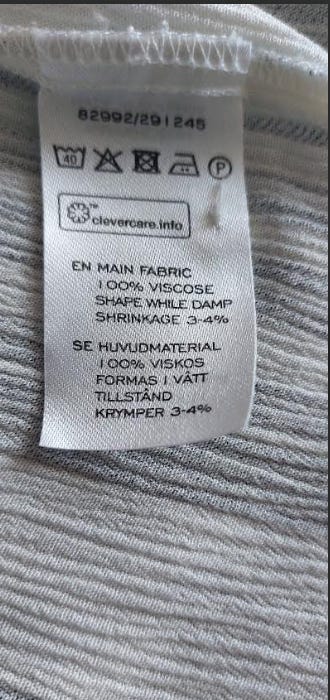 82992/291245
40
P
clevercare.info
EN MAIN FABRIC
100% VISCOSE
SHAPE WHILE DAMP
SHRINKAGE 3-4%
SE HUVUDMATERIAL
100% VISKOS
FORMAS I VÅTT
TILLSTÅND
KRYMPER 3-4%